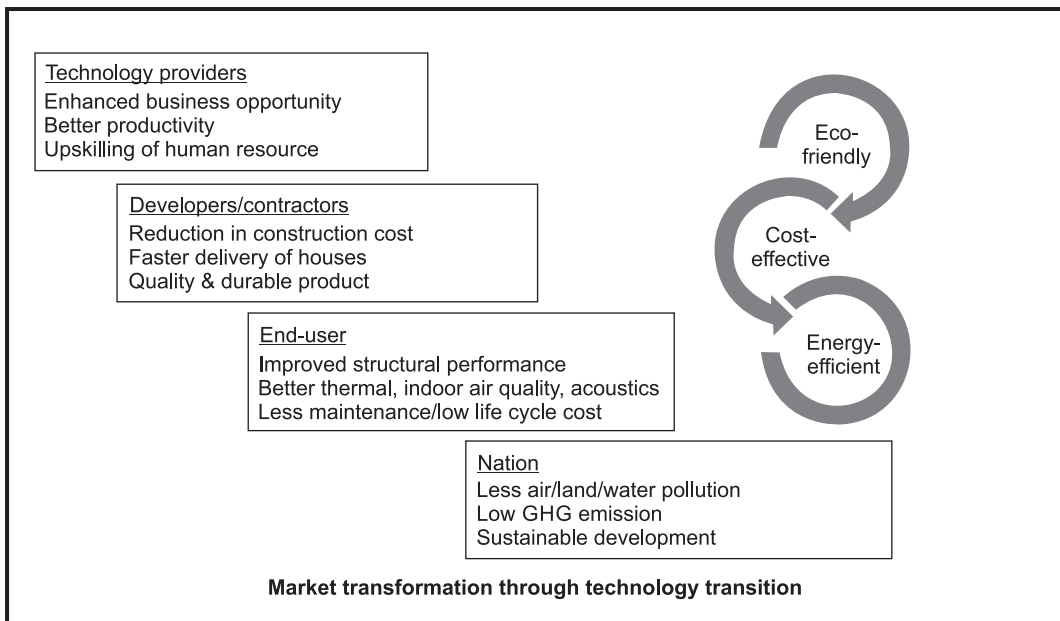 Technology providers
Enhanced business opportunity
Better productivity
Upskilling of human resource
Developers/contractors
Reduction in construction cost
Faster delivery of houses
Quality & durable product
End-user
Improved structural performance
Better thermal, indoor air quality, acoustics
Less maintenance/low life cycle cost
Nation
Less air/land/water pollution
Low GHG emission
Sustainable development
Eco-
friendly
Cost-
effective
Energy-
efficient
Market transformation through technology transition